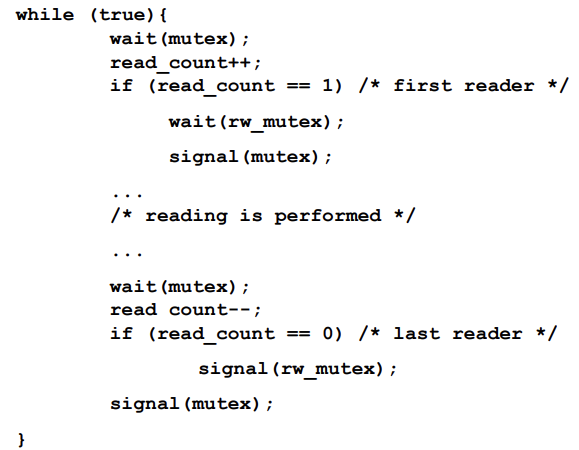 while (true){
wait(mutex);
read_count++;
if (read_count == 1) /* first reader */
wait(rw_mutex);
signal(mutex);
...
/* reading is performed */
...
wait(mutex);
read count--;
if (read_count == 0) /* last reader */
signal(rw_mutex);
signal(mutex);
}